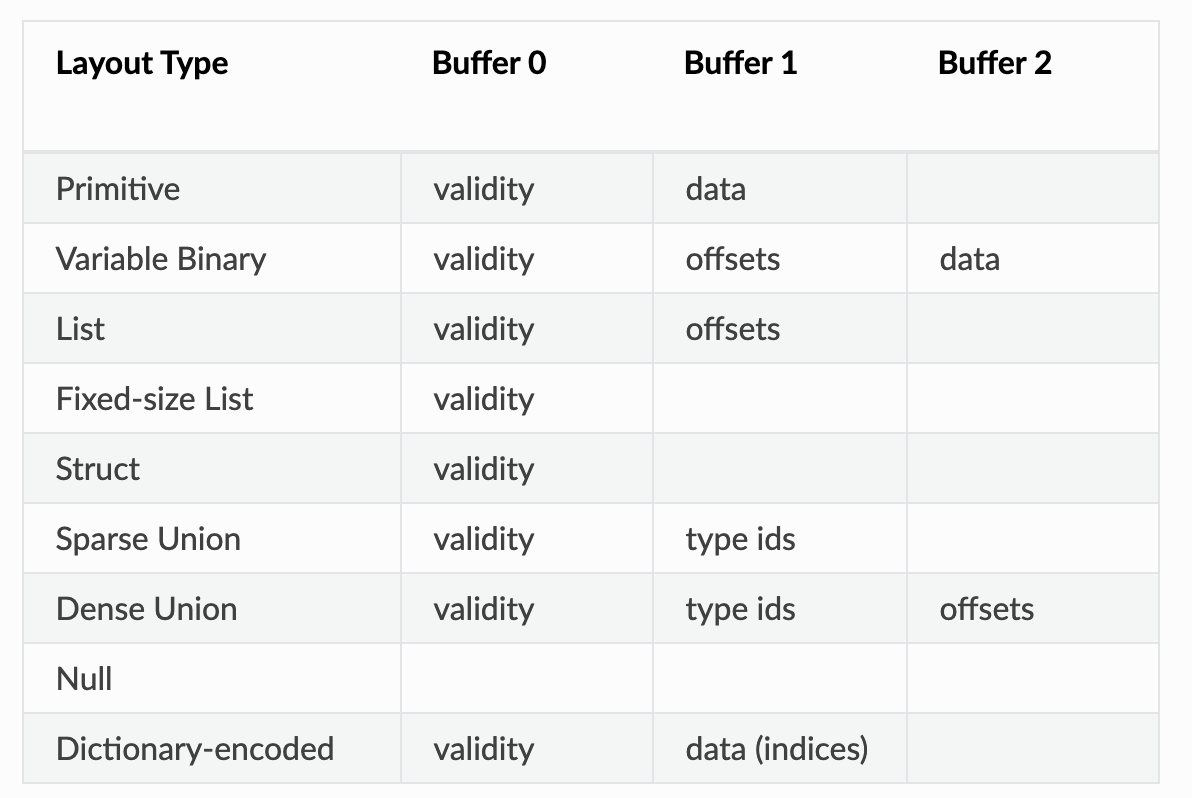 Layout Type Buffer 0 Buffer 1 Buffer 2
Primitive validity data
Variable Binary validity offsets data
List validity offsets
Fixed-size List validity
Struct validity
Sparse Union validity type ids
Dense Union validity type ids offsets
Null
Dictionary-encoded validity data (indices)